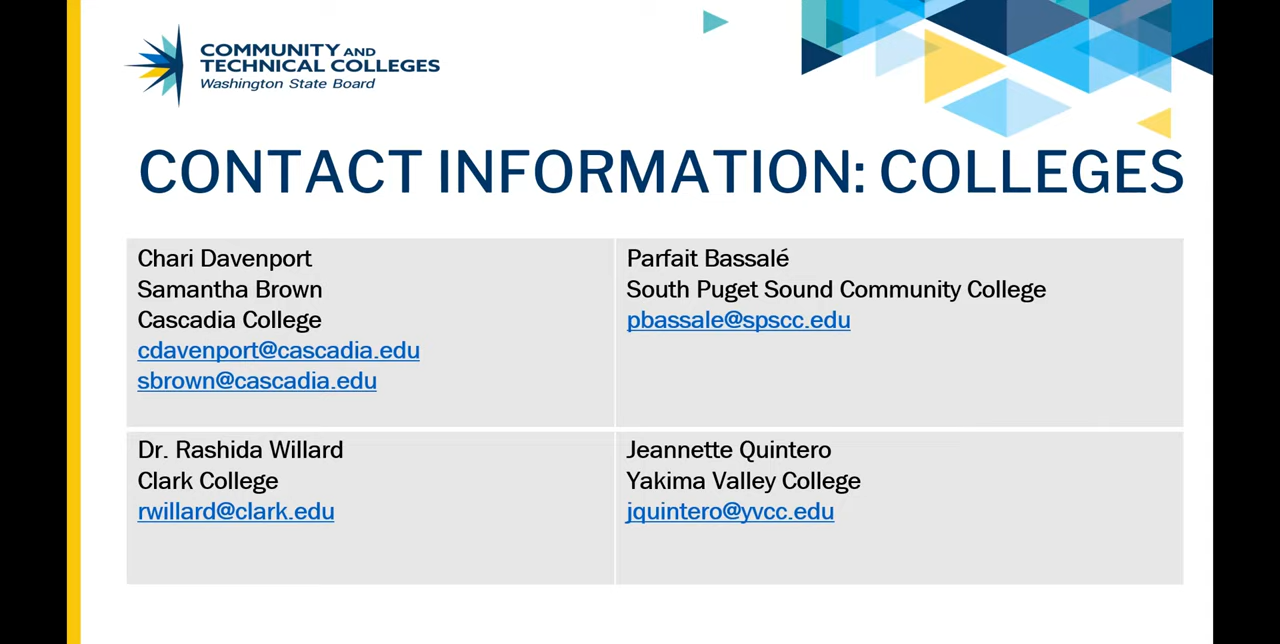 COMMUNITY AND
TECHNICAL COLLEGES
Washington State Board
CONTACT INFORMATION: COLLEGES
Chari Davenport
Samantha Brown
Cascadia College
cdavenport@cascadia.edu
sbrown@cascadia.edu
Parfait Bassalé
South Puget Sound Community College
pbassale@spscc.edu
Dr. Rashida Willard
Clark College
rwillard@clark.edu
Jeannette Quintero
Yakima Valley College
jquintero@yvcc.edu